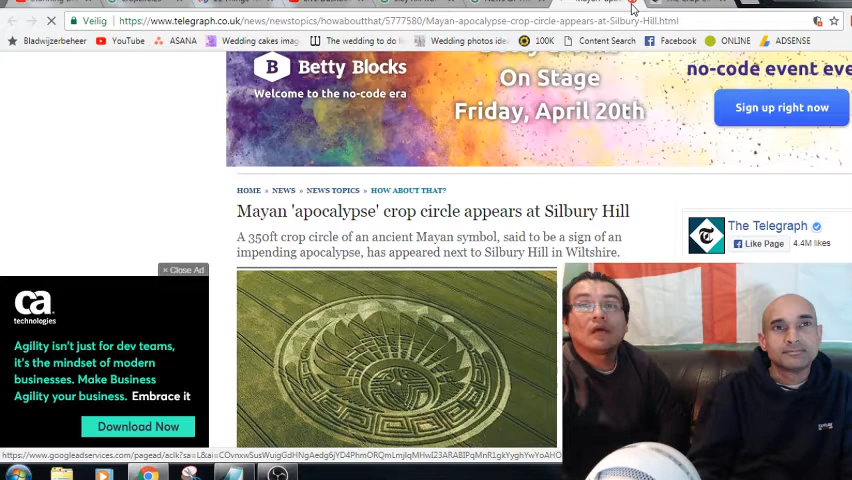 Veilig | https://www.telegraph.co.uk/news/newstopics/howaboutthat/5777580/Mayan-apocalypse-crop-circle-appears-at-Silbury-Hill.html
Bladwijzerbeheer YouTube ASANA Wedding cakes imag The wedding to do li Wedding photos idee 100K Content Search Facebook ONLINE ADSENSE
B Betty Blocks
Welcome to the no-code era
On Stage
Friday, April 20th
no-code event eve
Sign up right now
HOME » NEWS » NEWS TOPICS » HOW ABOUT THAT?
Mayan 'apocalypse' crop circle appears at Silbury Hill
A 350ft crop circle of an ancient Mayan symbol, said to be a sign of an
impending apocalypse, has appeared next to Silbury Hill in Wiltshire.
The Telegraph
Like Page 4.4M likes
× Close Ad
ca
technologies
Agility isn't just for dev teams,
it's the mindset of modern
businesses. Make Business
Agility your business. Embrace it
Download Now